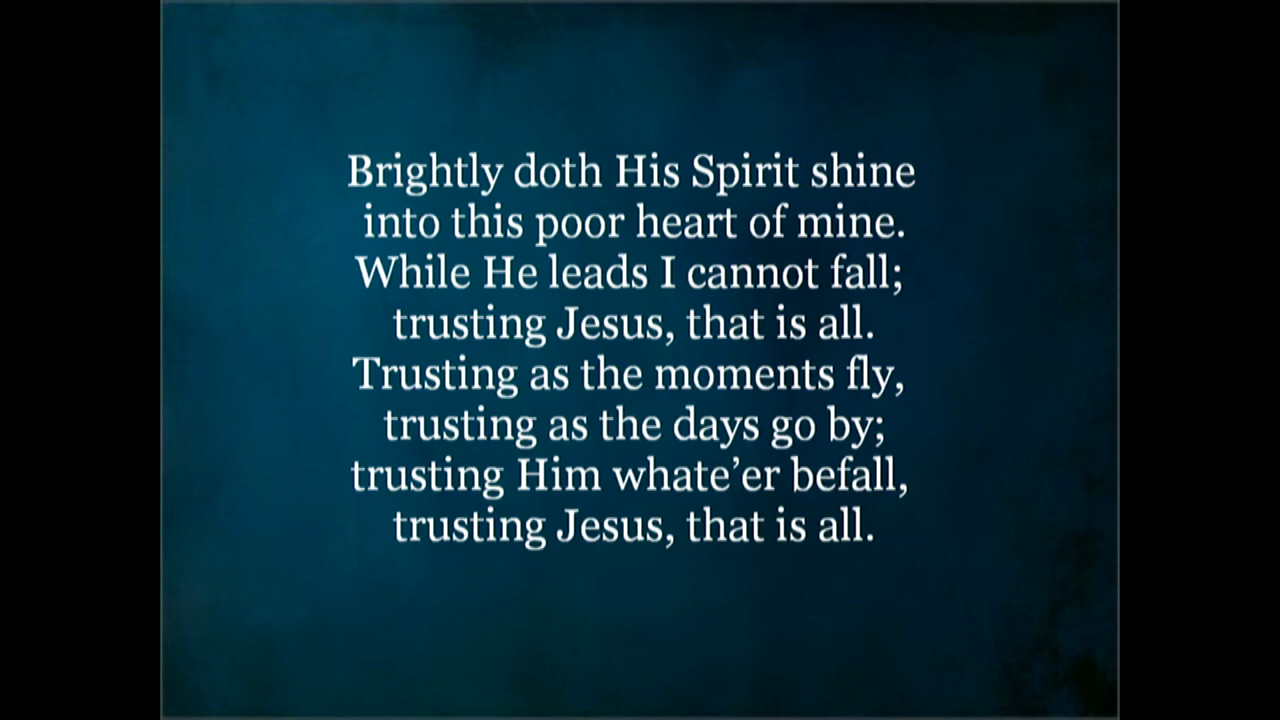 Brightly doth His Spirit shine
into this poor heart of mine.
While He leads I cannot fall;
trusting Jesus, that is all.
Trusting as the moments fly,
trusting as the days go by;
trusting Him whate’er befall,
trusting Jesus, that is all.